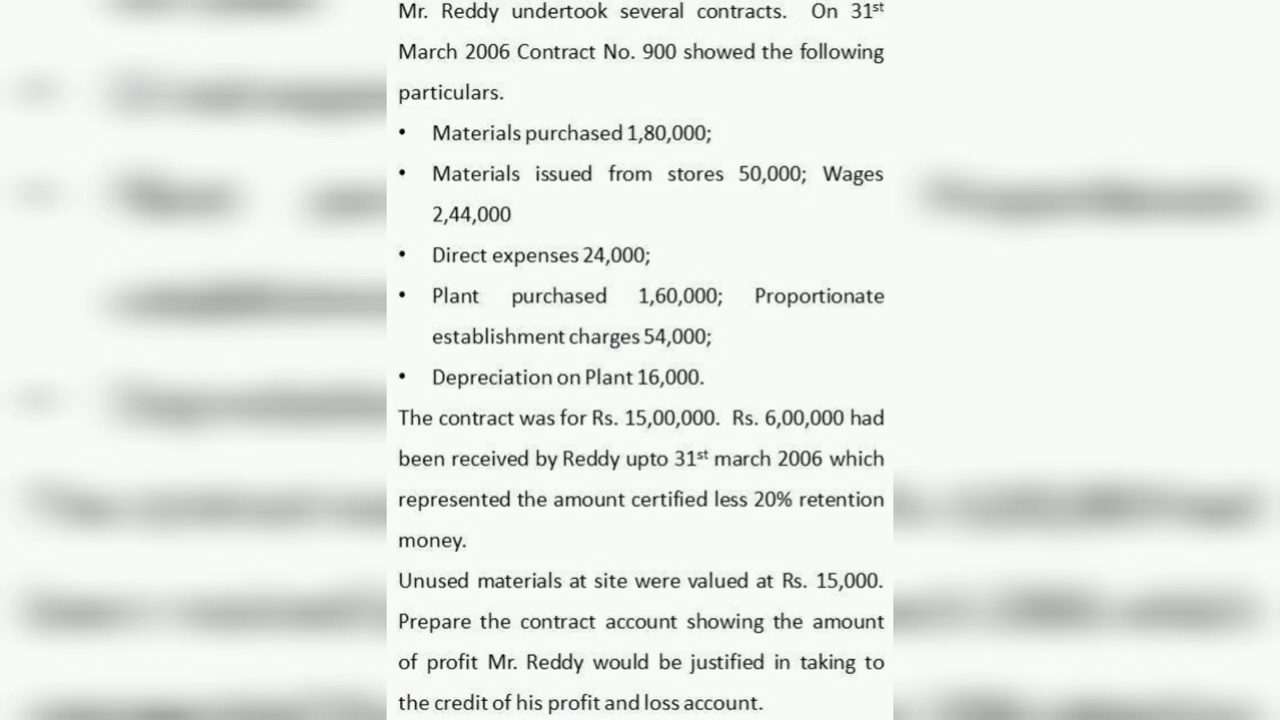 Mr. Reddy undertook several contracts. On 31st
March 2006 Contract No. 900 showed the following
particulars.
• Materials purchased 1,80,000;
• Materials issued from stores 50,000; Wages
2,44,000
• Direct expenses 24,000;
• Plant purchased 1,60,000; Proportionate
establishment charges 54,000;
• Depreciation on Plant 16,000.
The contract was for Rs. 15,00,000. Rs. 6,00,000 had
been received by Reddy upto 31st march 2006 which
represented the amount certified less 20% retention
money.
Unused materials at site were valued at Rs. 15,000.
Prepare the contract account showing the amount
of profit Mr. Reddy would be justified in taking to
the credit of his profit and loss account.